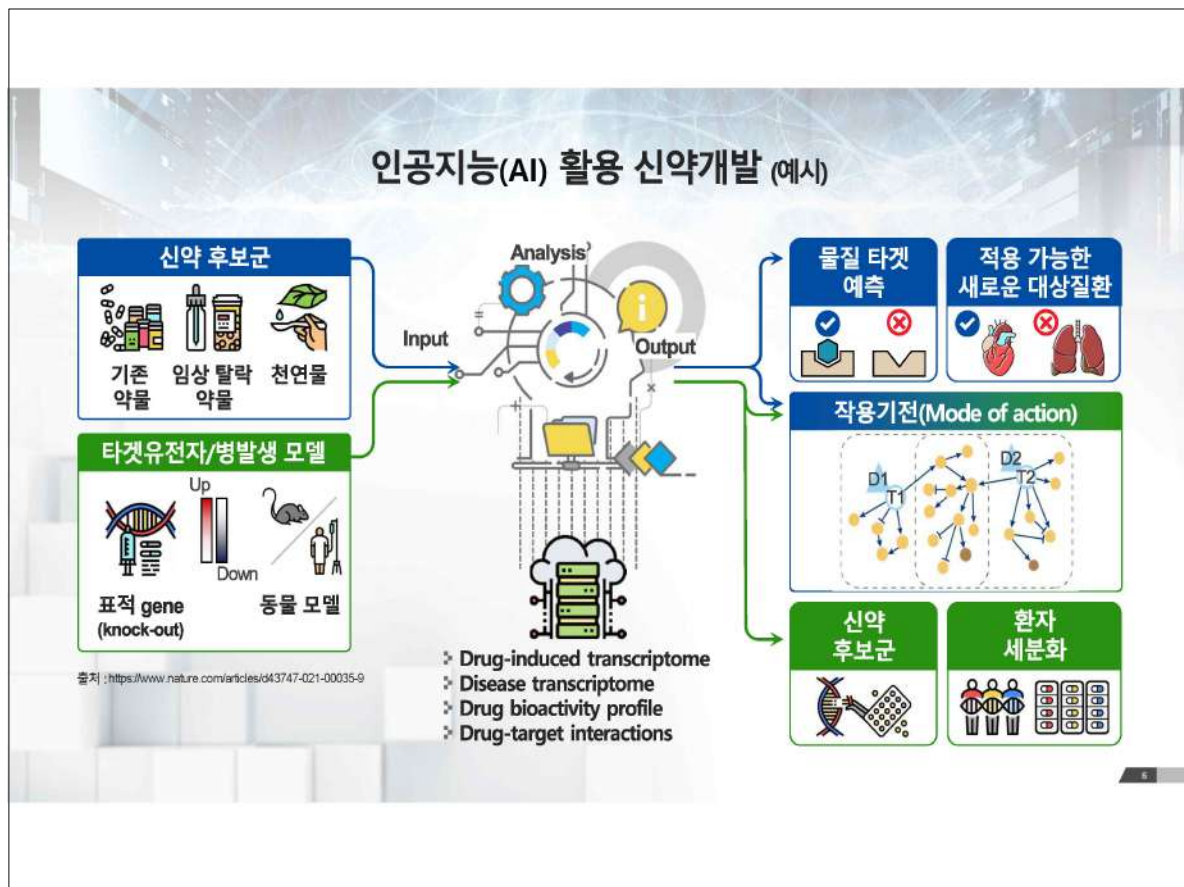 인공지능(AI) 활용 신약개발 (예시)
신약 후보군
기존
약물
임상 탈락
약물
천연물
타겟유전자/병발생 모델
Up
Down
표적 gene
(knock-out)
동물 모델
출처 : https://www.nature.com/articles/d43747-021-00035-9
Input
Analysis
Output
Drug-induced transcriptome
Disease transcriptome
Drug bioactivity profile
Drug-target interactions
물질 타겟
예측
적용 가능한
새로운 대상질환
작용기전(Mode of action)
D1
T1
D2
T2
신약
후보군
환자
세분화
6